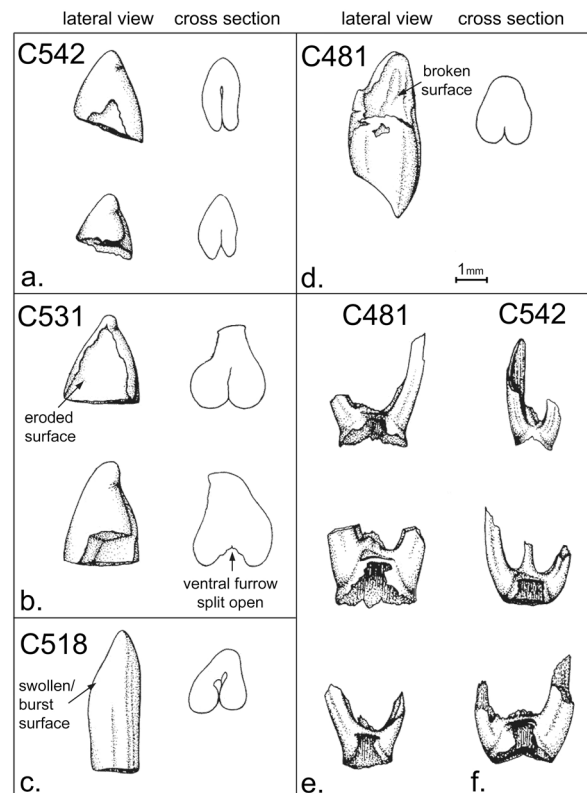 lateral view cross section lateral view cross section
C542
a.
C481
broken
surface
d.
1mm
C531
eroded
surface
ventral furrow
split open
b.
C518
swollen/
burst
surface
c.
C481 C542
e. f.